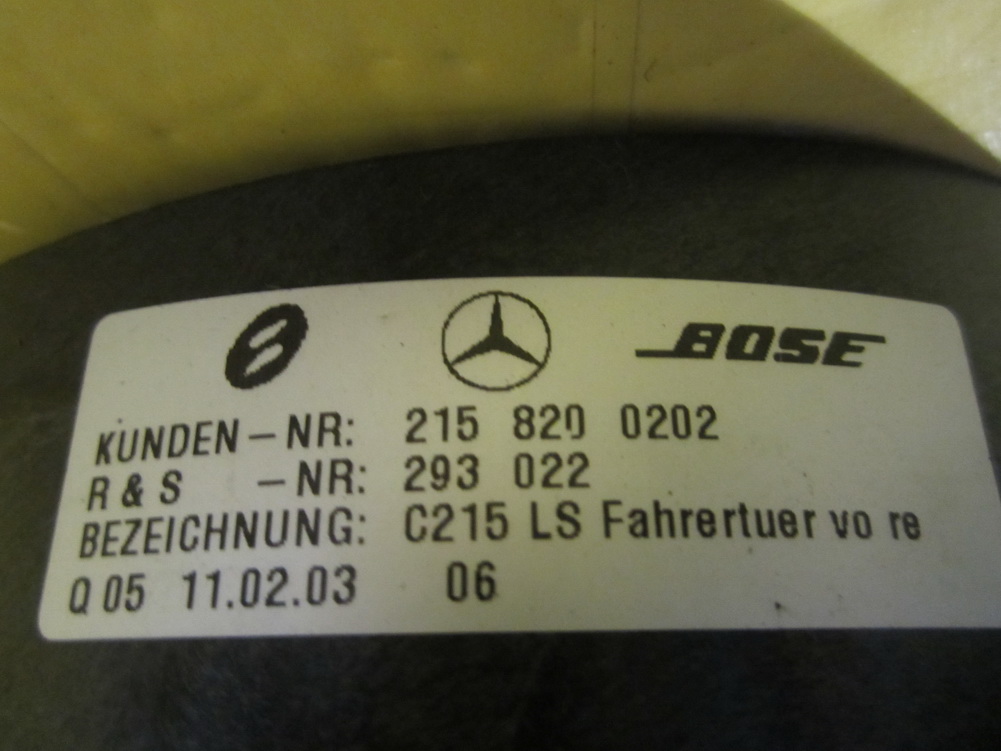 BOSE
KUNDEN-NR: 215 820 0202
R & S -NR: 293 022
BEZEICHNUNG: C215 LS Fahrertuer vo re
Q 05 11.02.03 06